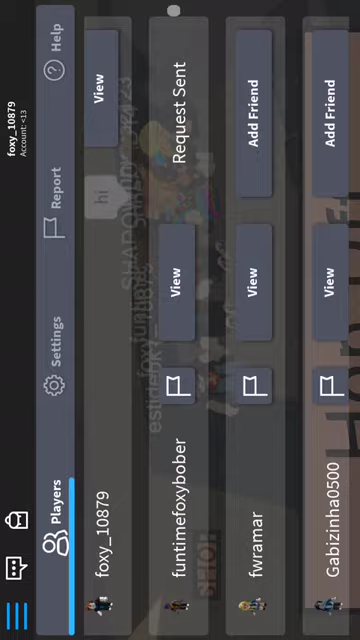 foxy_10879
Account: <13
Players
Settings
Report
Help
foxy_10879
View
funtimefoxybober
View
Request Sent
fwramar
View
Add Friend
Gabizinha0500
View
Add Friend
hi